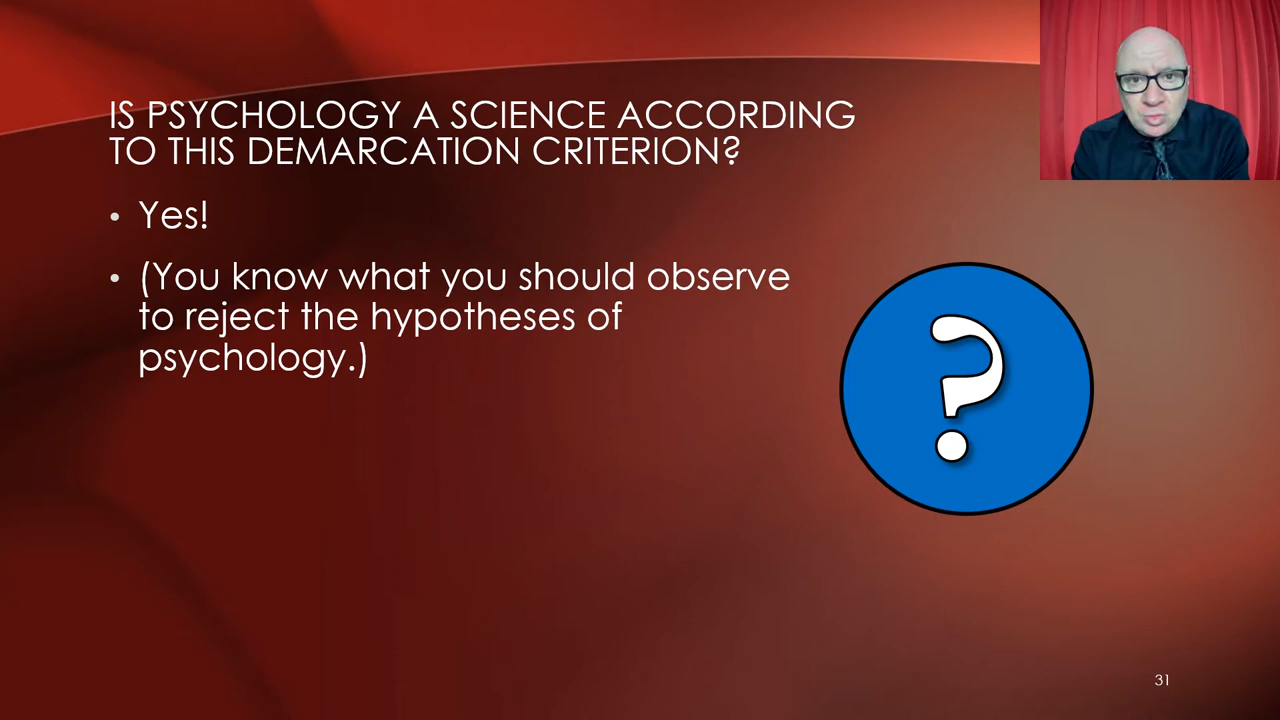 IS PSYCHOLOGY A SCIENCE ACCORDING
TO THIS DEMARCATION CRITERION?
• Yes!
• (You know what you should observe
to reject the hypotheses of
psychology.)
?
31